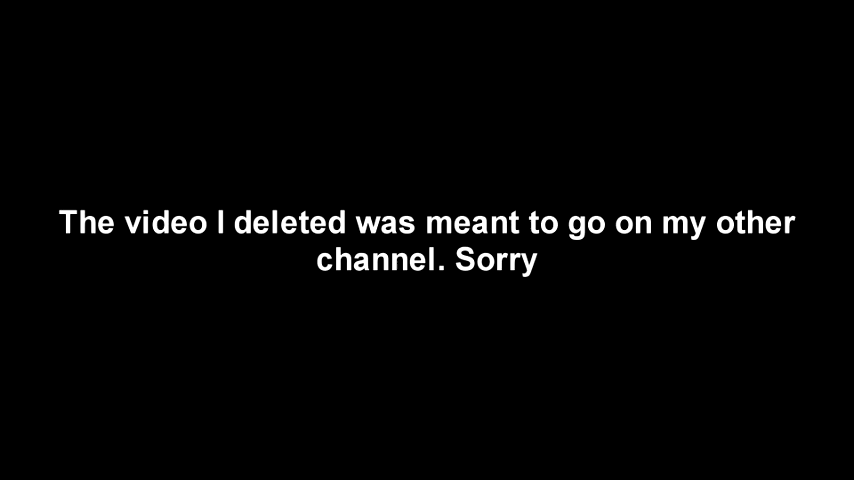 The video I deleted was meant to go on my other
channel. Sorry